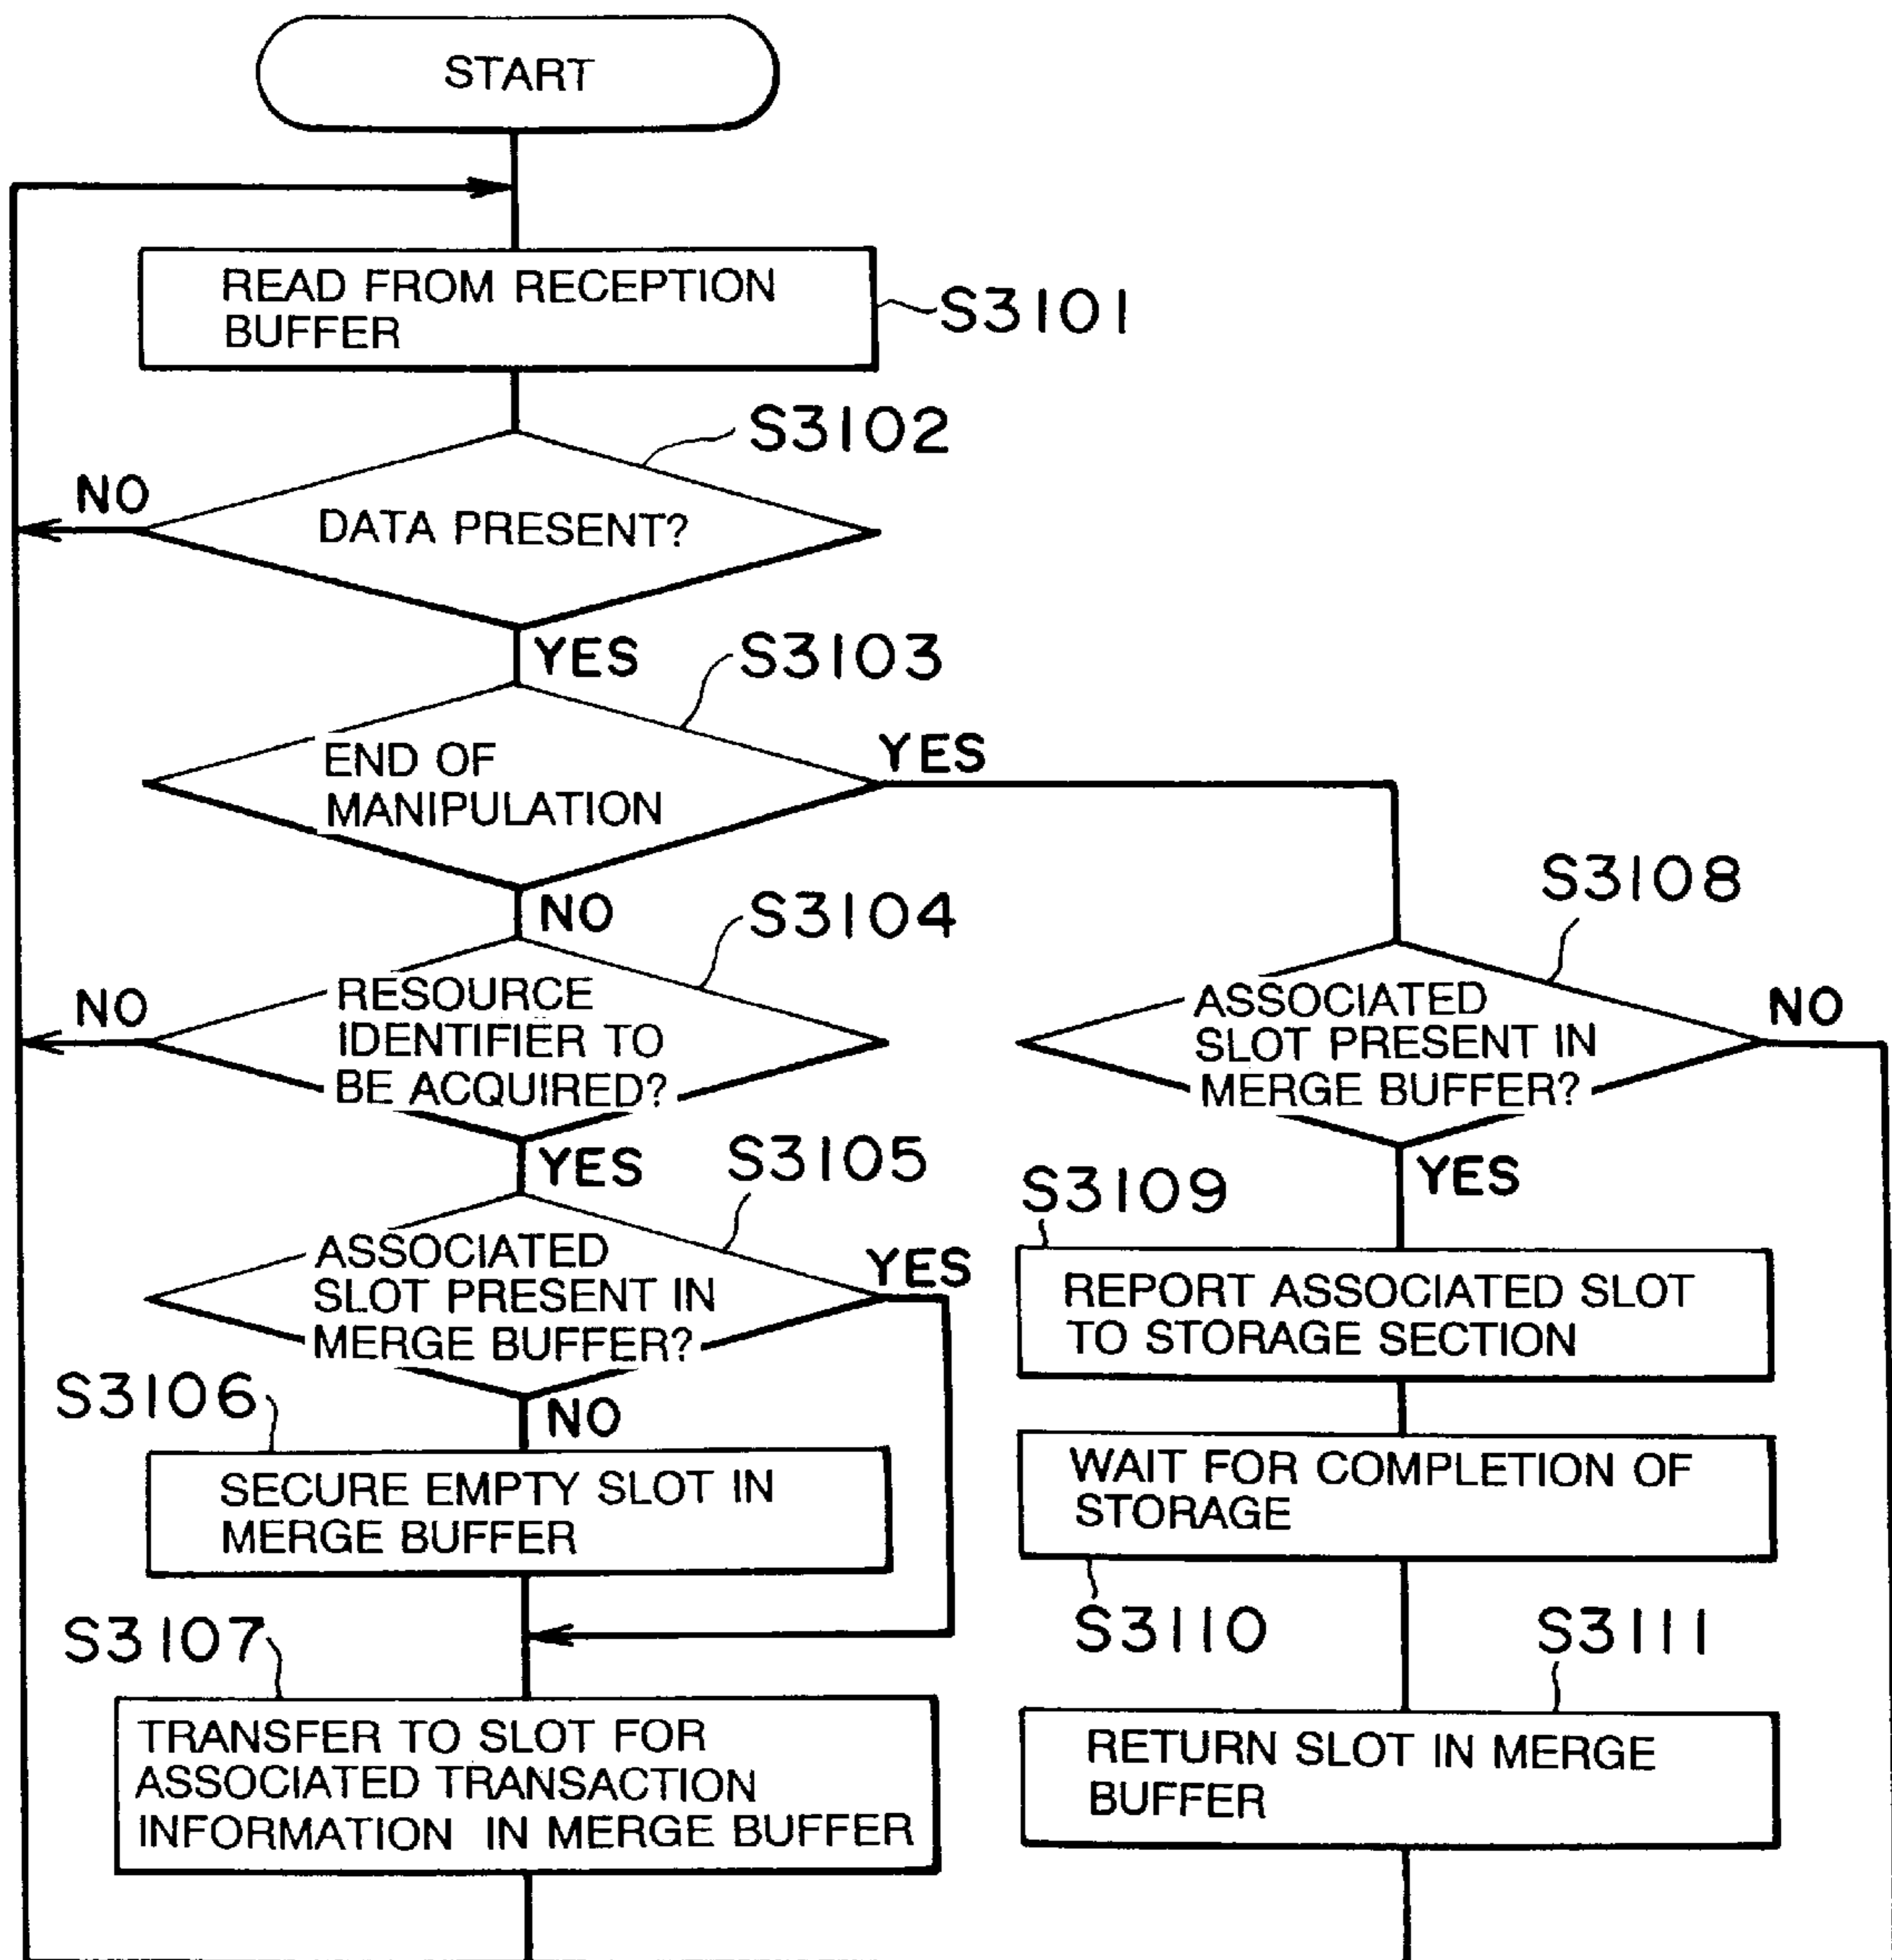 START
READ FROM RECEPTION
BUFFER
S3101
S3102
NO
DATA PRESENT?
YES
S3103
END OF
MANIPULATION
YES
NO
S3104
NO
RESOURCE
IDENTIFIER TO
BE ACQUIRED?
YES
S3105
ASSOCIATED
SLOT PRESENT IN
MERGE BUFFER?
YES
NO
S3106
SECURE EMPTY SLOT IN
MERGE BUFFER
S3107
TRANSFER TO SLOT FOR
ASSOCIATED TRANSACTION
INFORMATION IN MERGE BUFFER
S3108
ASSOCIATED
SLOT PRESENT IN
MERGE BUFFER?
NO
YES
S3109
REPORT ASSOCIATED SLOT
TO STORAGE SECTION
WAIT FOR COMPLETION OF
STORAGE
S3110
S3111
RETURN SLOT IN MERGE
BUFFER